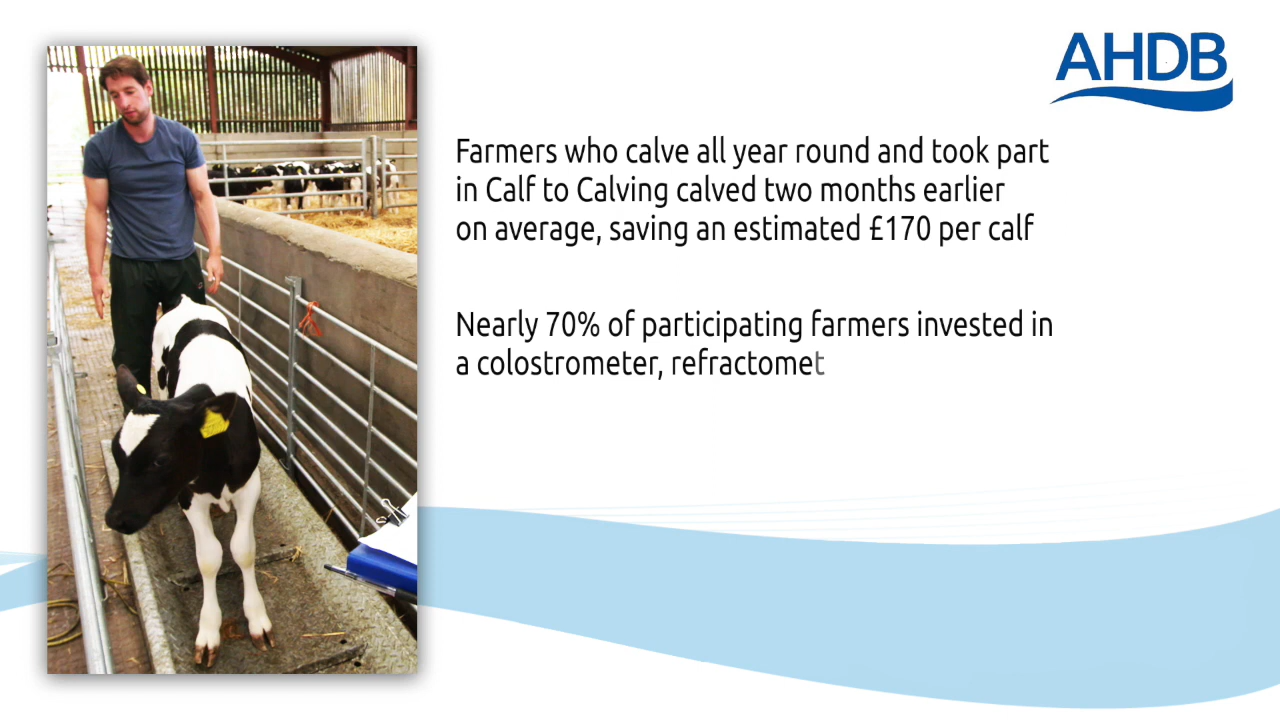 AHDB
Farmers who calve all year round and took part
in Calf to Calving calved two months earlier
on average, saving an estimated £170 per calf
Nearly 70% of participating farmers invested in
a colostrometer, refractomet